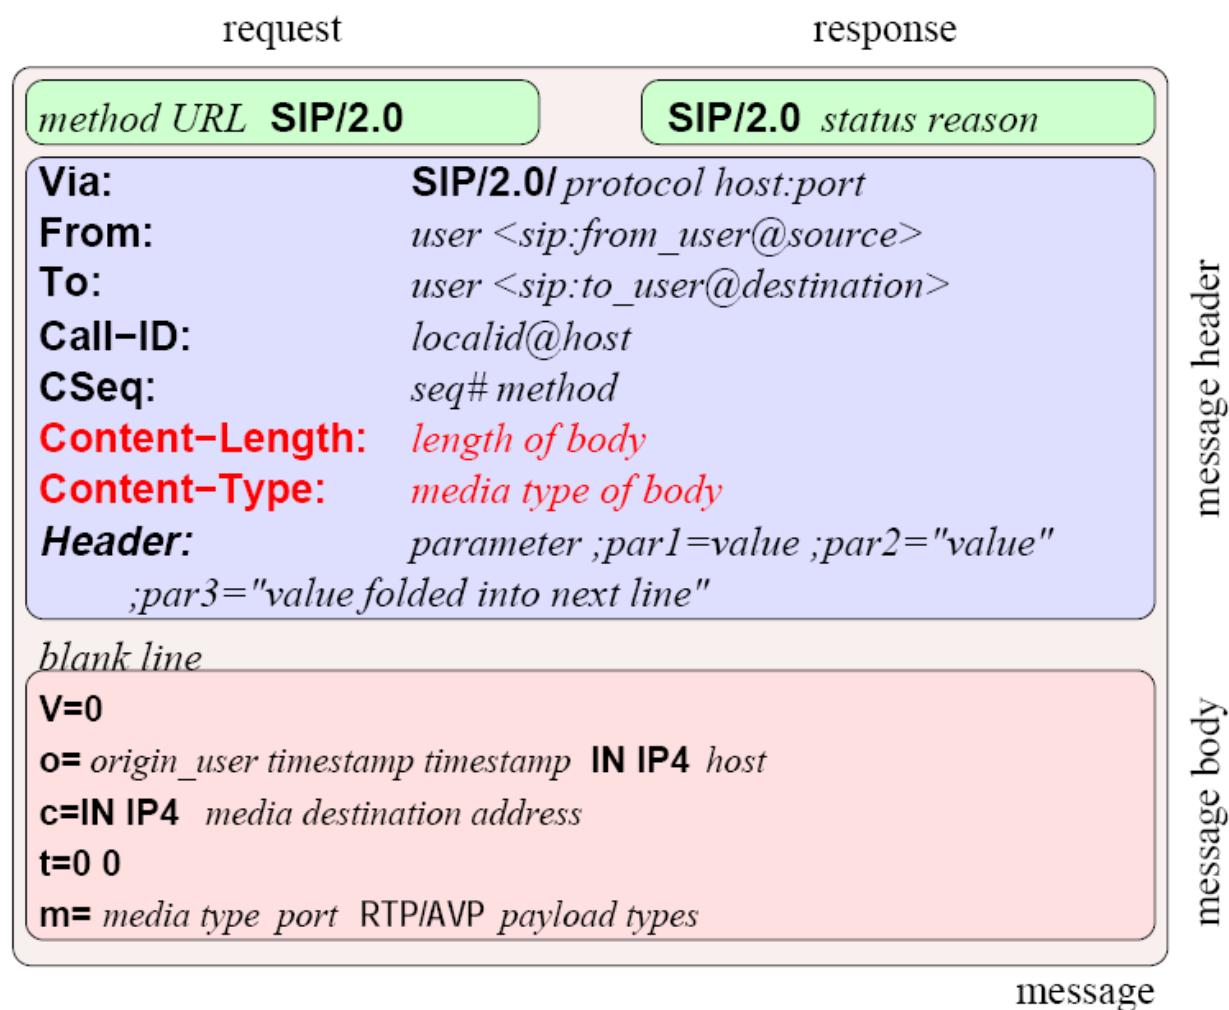 request response
method URL SIP/2.0 SIP/2.0 status reason
Via: SIP/2.0/ protocol host:port
From: user <sip:from_user@source>
To: user <sip:to_user@destination>
Call−ID: localid@host
CSeq: seq# method
Content−Length: length of body
Content−Type: media type of body
Header: parameter ;par1=value ;par2="value"
;par3="value folded into next line"
message header
blank line
V=0
o= origin_user timestamp timestamp IN IP4 host
c=IN IP4 media destination address
t=0 0
m= media type port RTP/AVP payload types
message body
message